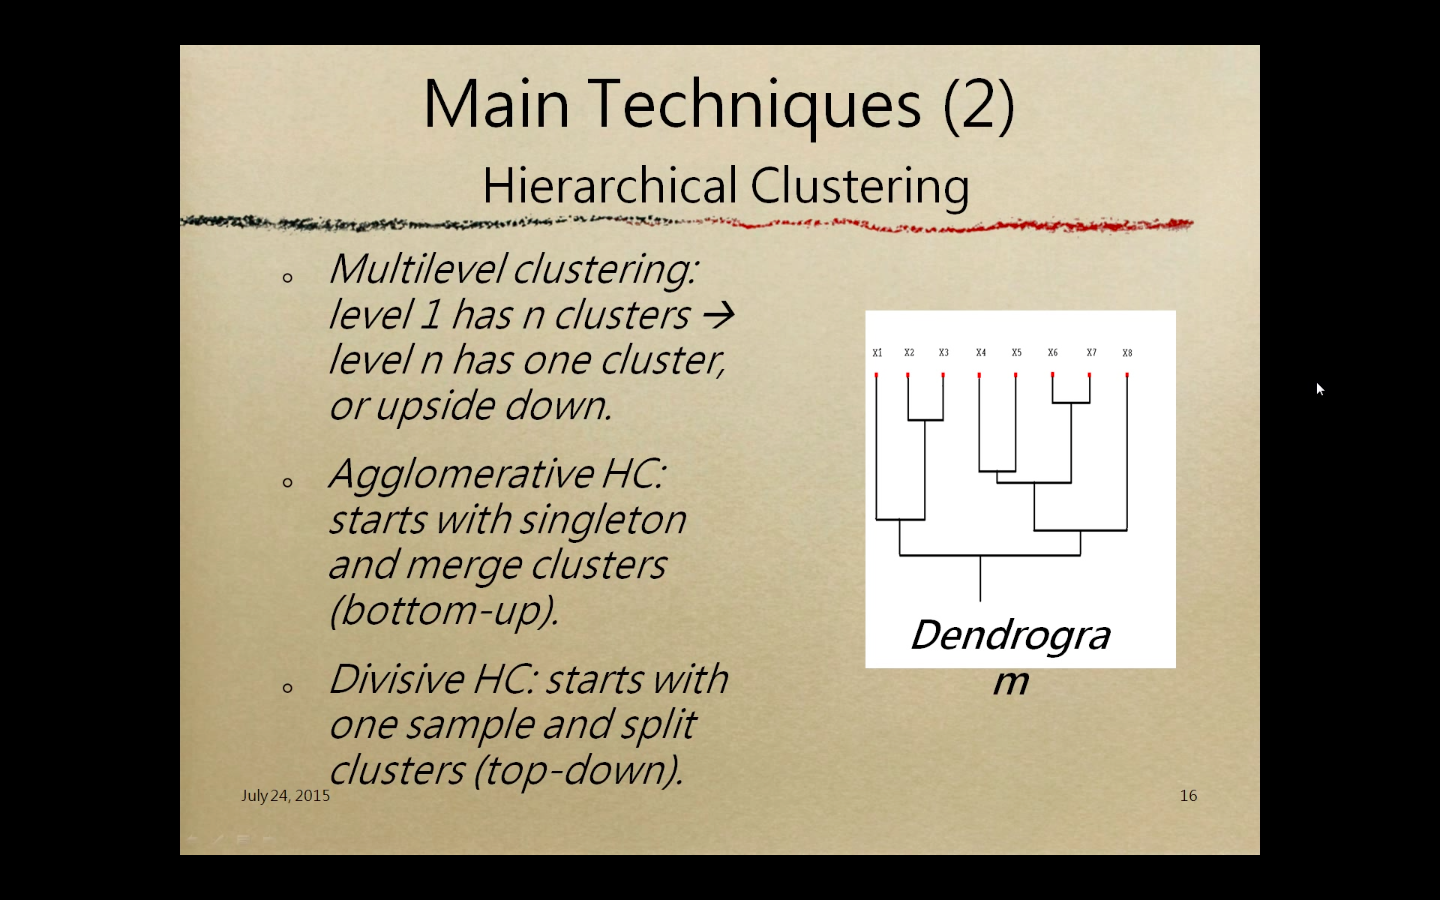 Main Techniques (2)
Hierarchical Clustering
Multilevel clustering:
level 1 has n clusters →
level n has one cluster,
or upside down.
Agglomerative HC:
starts with singleton
and merge clusters
(bottom-up).
Divisive HC: starts with
one sample and split
clusters (top-down).
X1 X2 X3 X4 X5 X6 X7 X8
Dendrogra
m
July 24, 2015
16